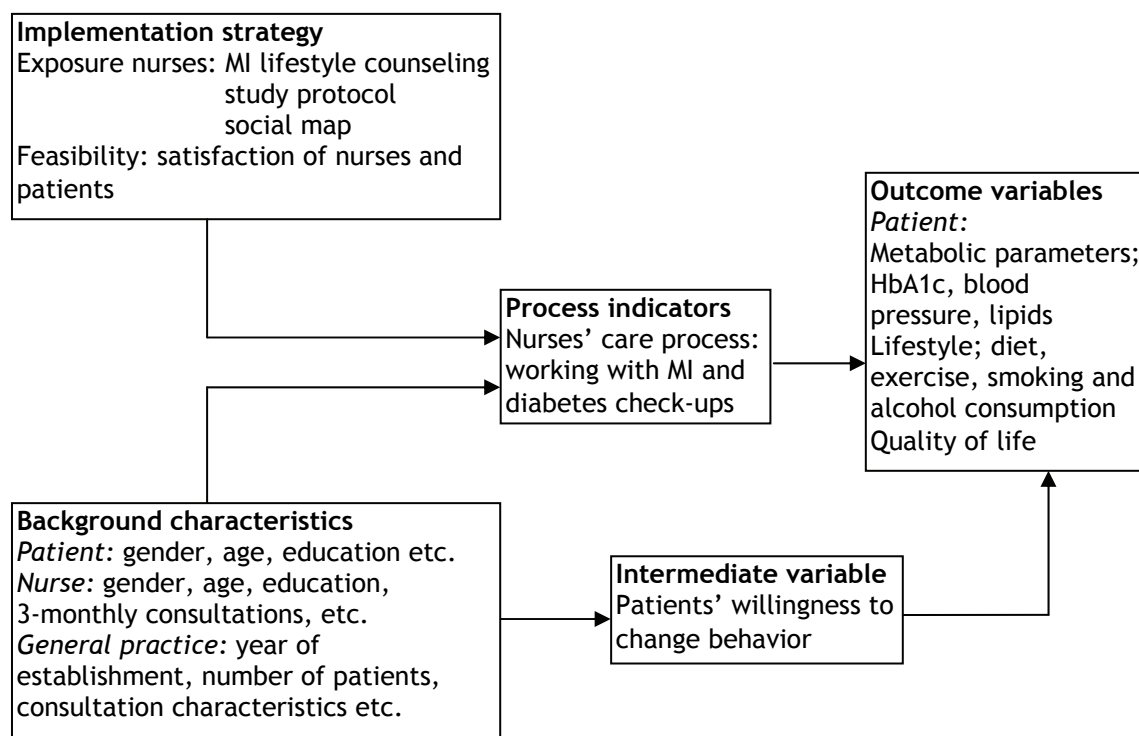 Implementation strategy
Exposure nurses: MI lifestyle counseling
study protocol
social map
Feasibility: satisfaction of nurses and
patients
Process indicators
Nurses’ care process:
working with MI and
diabetes check-ups
Outcome variables
Patient:
Metabolic parameters;
HbA1c, blood
pressure, lipids
Lifestyle; diet,
exercise, smoking and
alcohol consumption
Quality of life
Background characteristics
Patient: gender, age, education etc.
Nurse: gender, age, education,
3-monthly consultations, etc.
General practice: year of
establishment, number of patients,
consultation characteristics etc.
Intermediate variable
Patients’ willingness to
change behavior